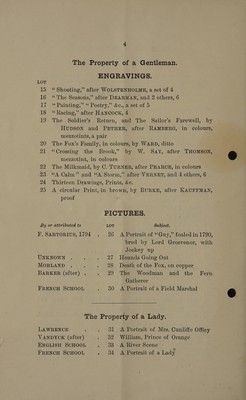 4
The Property of a Gentleman.
ENGRAVINGS.
LOT
15 "Shooting," after WOLSTENHOLME, a set of 4
16 "The Seasons," after DEARMAN, and 2 others, 6
17 "Painting," "Poetry," &c., a set of 5
18 "Racing," after HANCOCK, 4
19 The Soldier's Return, and The Sailor's Farewell, by
HUDSON and PETHER, after RAMBERG, in colours,
mezzotints, a pair
20 The Fox's Family, in colours, by WARD, ditto
21 "Crossing the Brook," by W. SAY, after THOMSON,
mezzotint, in colours
22 The Milkmaid, by C. TURNER, after PEARCH, in colours
23 "A Calm" and "A Storm," after VERNET, and 4 others, 6
24 Thirteen Drawings, Prints, &c.
25 A circular Print, in brown, by BURKE, after KAUFFMAN,
proof
PICTURES.
By or attributed to LOT Subject.
F. SARTORIUS, 1794 . 26 A Portrait of "Guy," foaled in 1790,
bred by Lord Grosvenor, with
Jockey up
UNKNOWN . . . 27 Hounds Going Out
MORLAND . . . 28 Death of the Fox, on copper
BARKER (after) . . 29 The Woodman and the Fern
Gatherer
FRENCH SCHOOL . 30 A Portrait of a Field Marchal
The Property of a Lady.
LAWRENCE . . 31 A Portrait of Mrs. Cunliffe Offley
VANDYCK (after) . 32 William, Prince of Orange
ENGLISH SCHOOL . 33 A River Scene
FRENCH SCHOOL . 34 A Portrait of a Lady